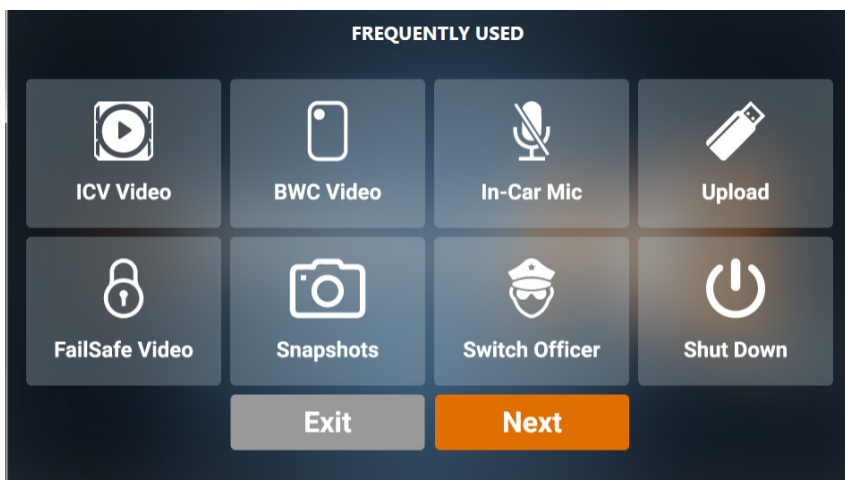 FREQUENTLY USED
ICV Video
BWC Video
In-Car Mic
Upload
FailSafe Video
Snapshots
Switch Officer
Shut Down
Exit
Next